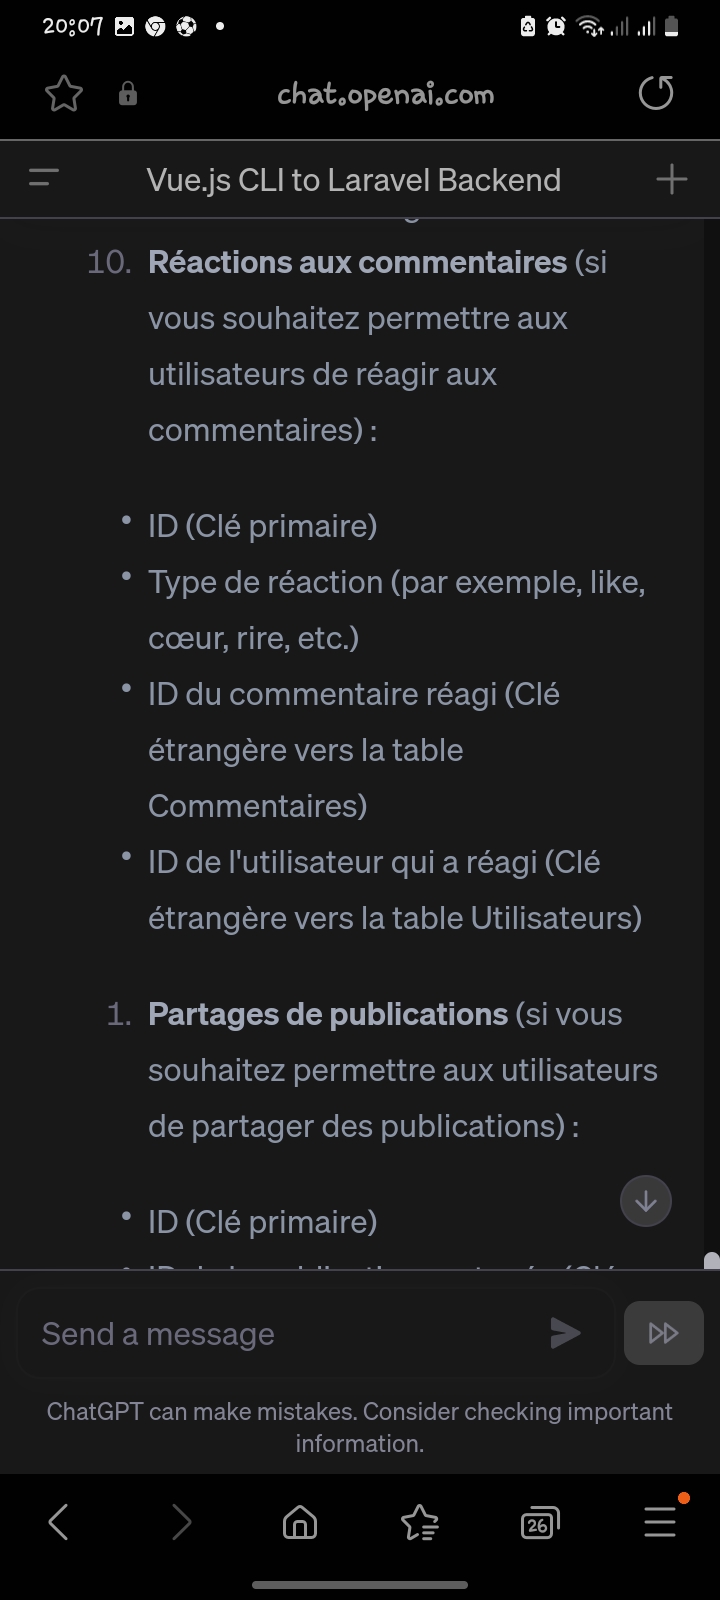 20:07
chat.openai.com
Vue.js CLI to Laravel Backend
10. Réactions aux commentaires (si
vous souhaitez permettre aux
utilisateurs de réagir aux
commentaires) :
• ID (Clé primaire)
• Type de réaction (par exemple, like,
cœur, rire, etc.)
• ID du commentaire réagi (Clé
étrangère vers la table
Commentaires)
• ID de l'utilisateur qui a réagi (Clé
étrangère vers la table Utilisateurs)
1. Partages de publications (si vous
souhaitez permettre aux utilisateurs
de partager des publications) :
• ID (Clé primaire)
Send a message
ChatGPT can make mistakes. Consider checking important
information.
26